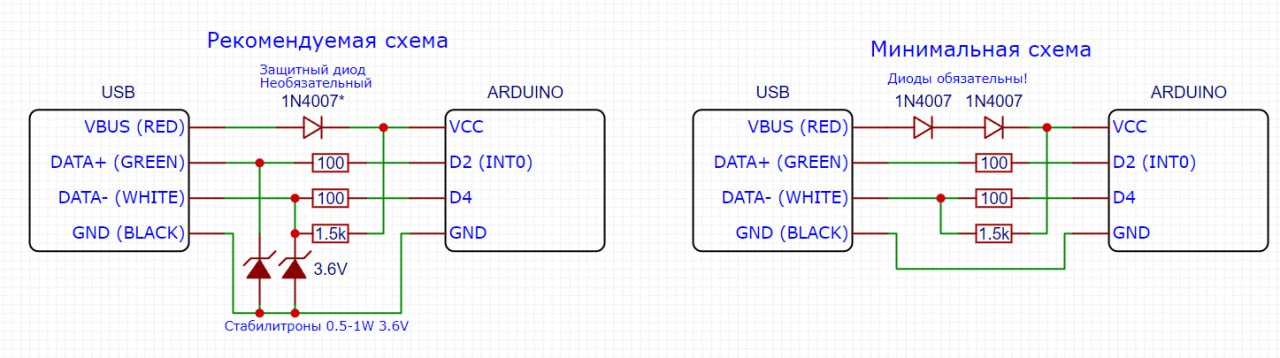 Рекомендуемая схема
Защитный диод
Необязательный
USB
1N4007*
ARDUINO
VBUS (RED)
VCC
DATA+ (GREEN)
100
D2 (INT0)
DATA- (WHITE)
100
D4
GND (BLACK)
1.5k
GND
3.6V
Стабилитроны 0.5-1W 3.6V
Минимальная схема
Диоды обязательны!
USB
1N4007
1N4007
ARDUINO
VBUS (RED)
VCC
DATA+ (GREEN)
100
D2 (INT0)
DATA- (WHITE)
100
D4
GND (BLACK)
1.5k
GND